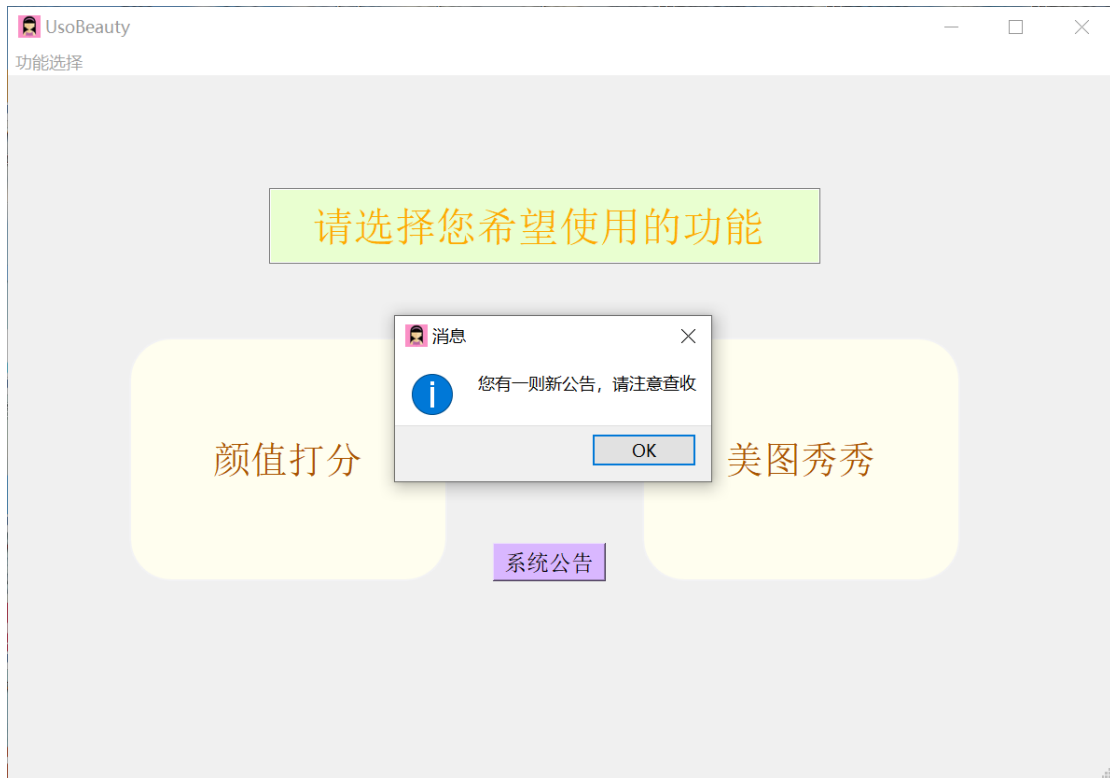 UsoBeauty
功能选择
请选择您希望使用的功能
消息
您有一则新公告，请注意查收
OK
颜值打分
美图秀秀
系统公告